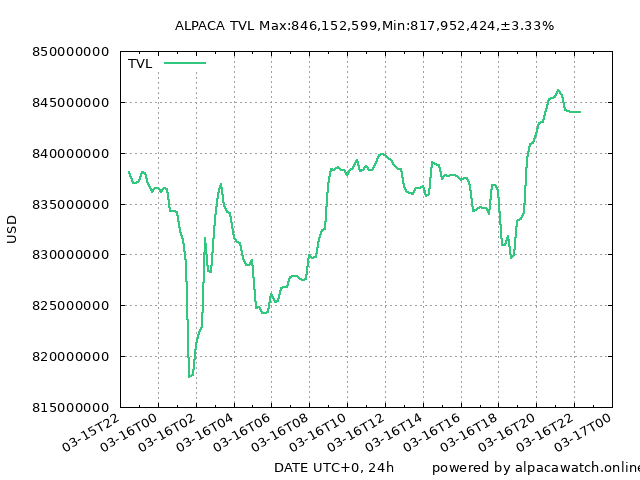 ALPACA TVL Max:846,152,599,Min:817,952,424,±3.33%
850000000
TVL
845000000
840000000
835000000
USD
830000000
825000000
820000000
815000000
03-15T22
03-16T00
03-16T02
03-16T04
03-16T06
03-16T08
03-16T10
03-16T12
03-16T14
03-16T16
03-16T18
03-16T20
03-16T22
03-17T00
DATE UTC+0, 24h
powered by alpacawatch.online